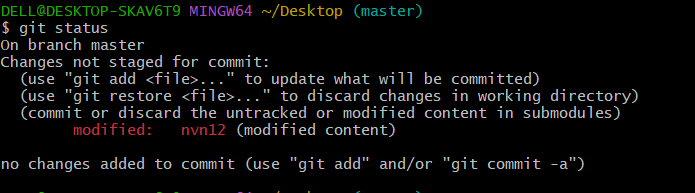 DELL@DESKTOP-SKAV6T9 MINGW64 ~/Desktop (master)
$ git status
On branch master
Changes not staged for commit:
  (use "git add <file>..." to update what will be committed)
  (use "git restore <file>..." to discard changes in working directory)
  (commit or discard the untracked or modified content in submodules)
        modified:   nvn12 (modified content)

no changes added to commit (use "git add" and/or "git commit -a")